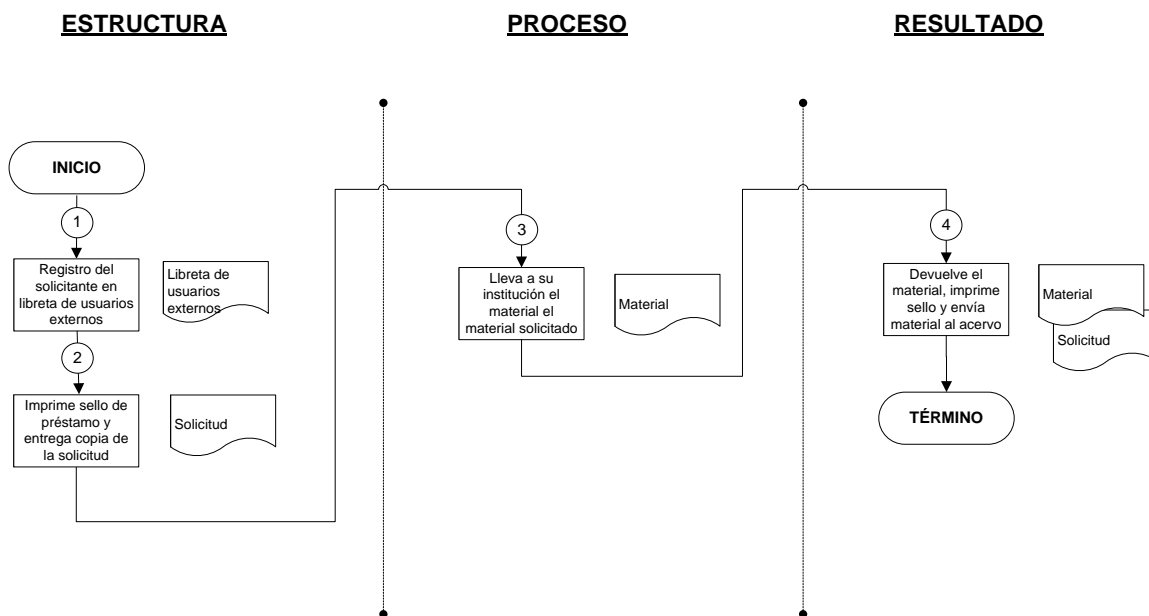 ESTRUCTURA
PROCESO
RESULTADO
INICIO
1
Registro del
solicitante en
libreta de usuarios
externos
Libreta de
usuarios
externos
2
Imprime sello de
préstamo y
entrega copia de
la solicitud
Solicitud
3
Lleva a su
institución el
material el
material solicitado
Material
4
Devuelve el
material, imprime
sello y envía
material al acervo
Material
Solicitud
TÉRMINO